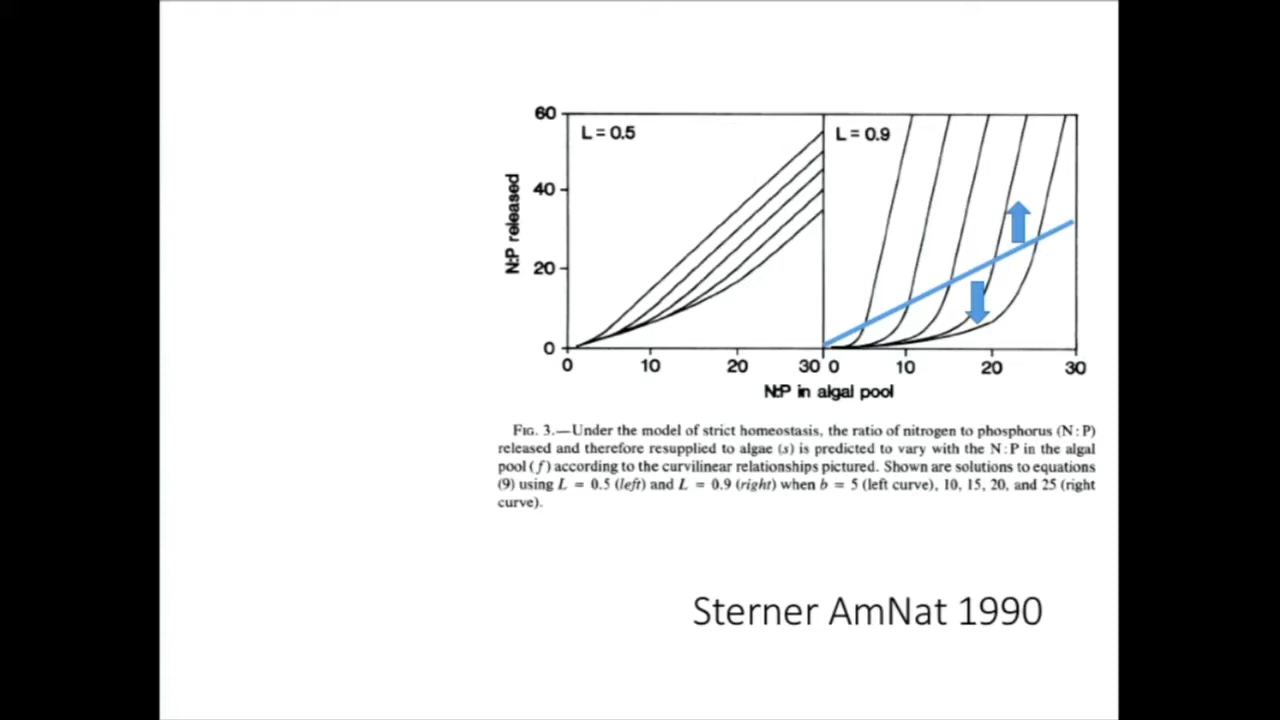 60
L = 0.5
L = 0.9
40
N:P released
20
0
0 10 20 30 0 10 20 30
N:P in algal pool
FIG. 3.—Under the model of strict homeostasis, the ratio of nitrogen to phosphorus (N : P)
released and therefore resupplied to algae (s) is predicted to vary with the N : P in the algal
pool (f) according to the curvilinear relationships pictured. Shown are solutions to equations
(9) using L = 0.5 (left) and L = 0.9 (right) when b = 5 (left curve), 10, 15, 20, and 25 (right
curve).
Sterner AmNat 1990